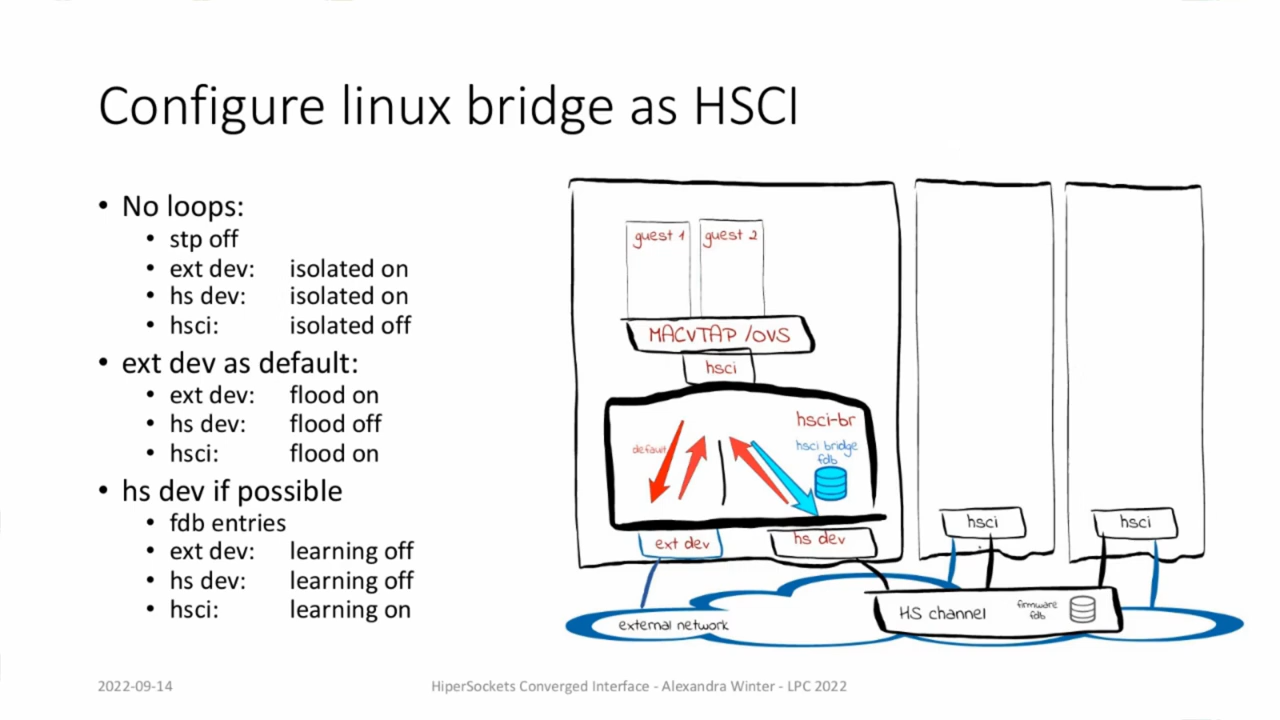 Configure linux bridge as HSCI
• No loops:
• stp off
• ext dev: isolated on
• hs dev: isolated on
• hsci: isolated off
• ext dev as default:
• ext dev: flood on
• hs dev: flood off
• hsci: flood on
• hs dev if possible
• fdb entries
• ext dev: learning off
• hs dev: learning off
• hsci: learning on
guest 1
guest 2
MACVTAP /OVS
hsci
hsci-br
default
hsci bridge
fdb
ext dev
hs dev
hsci
hsci
HS channel
firmware
fdb
external network
2022-09-14
HiperSockets Converged Interface - Alexandra Winter - LPC 2022